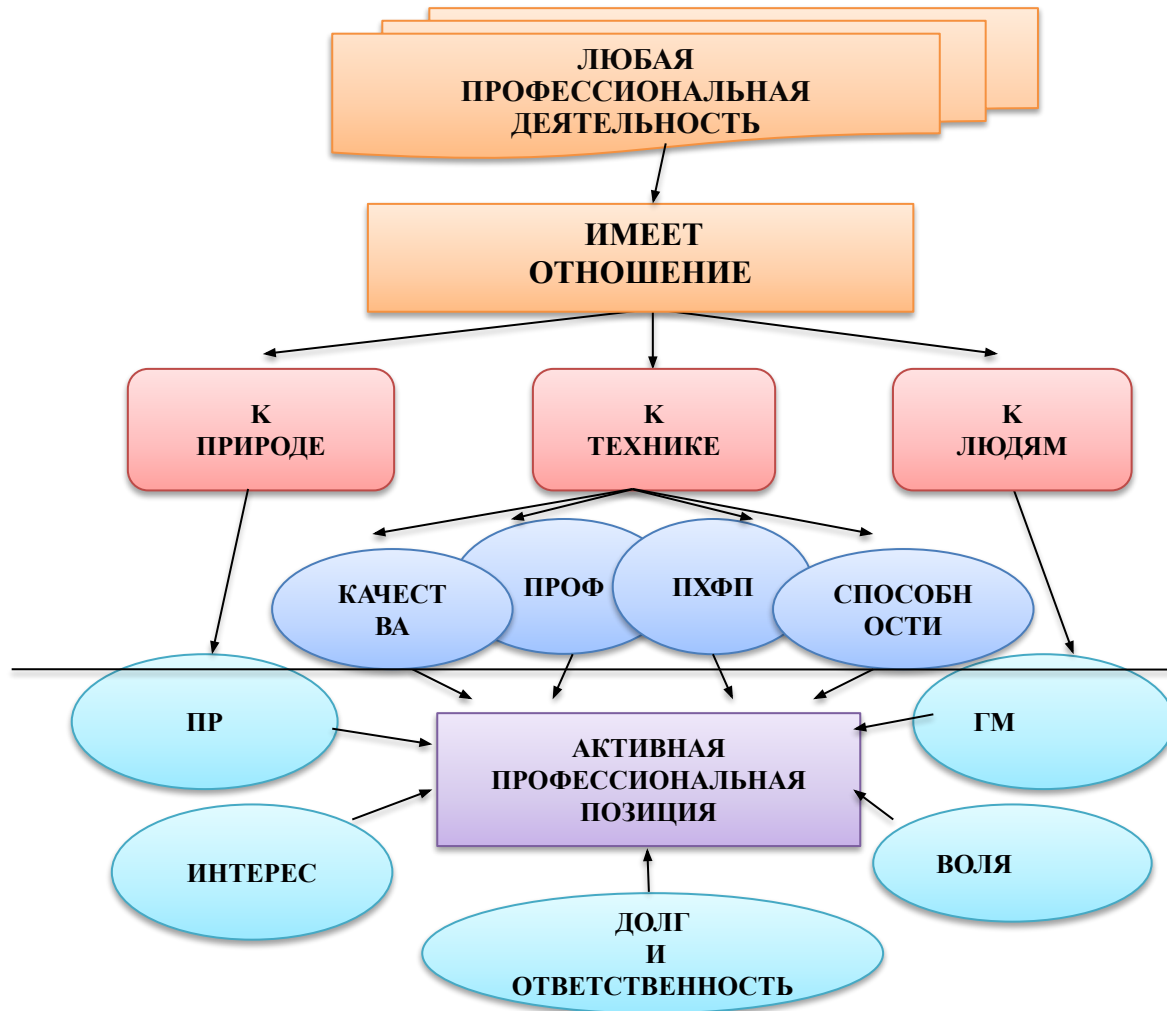 ЛЮБАЯ
ПРОФЕССИОНАЛЬНАЯ
ДЕЯТЕЛЬНОСТЬ
ИМЕЕТ
ОТНОШЕНИЕ
К
ПРИРОДЕ
К
ТЕХНИКЕ
К
ЛЮДЯМ
КАЧЕСТ
ВА
ПРОФ
ПХФП
СПОСОБН
ОСТИ
ПР
АКТИВНАЯ
ПРОФЕССИОНАЛЬНАЯ
ПОЗИЦИЯ
ГМ
ИНТЕРЕС
ВОЛЯ
ДОЛГ
И
ОТВЕТСТВЕННОСТЬ